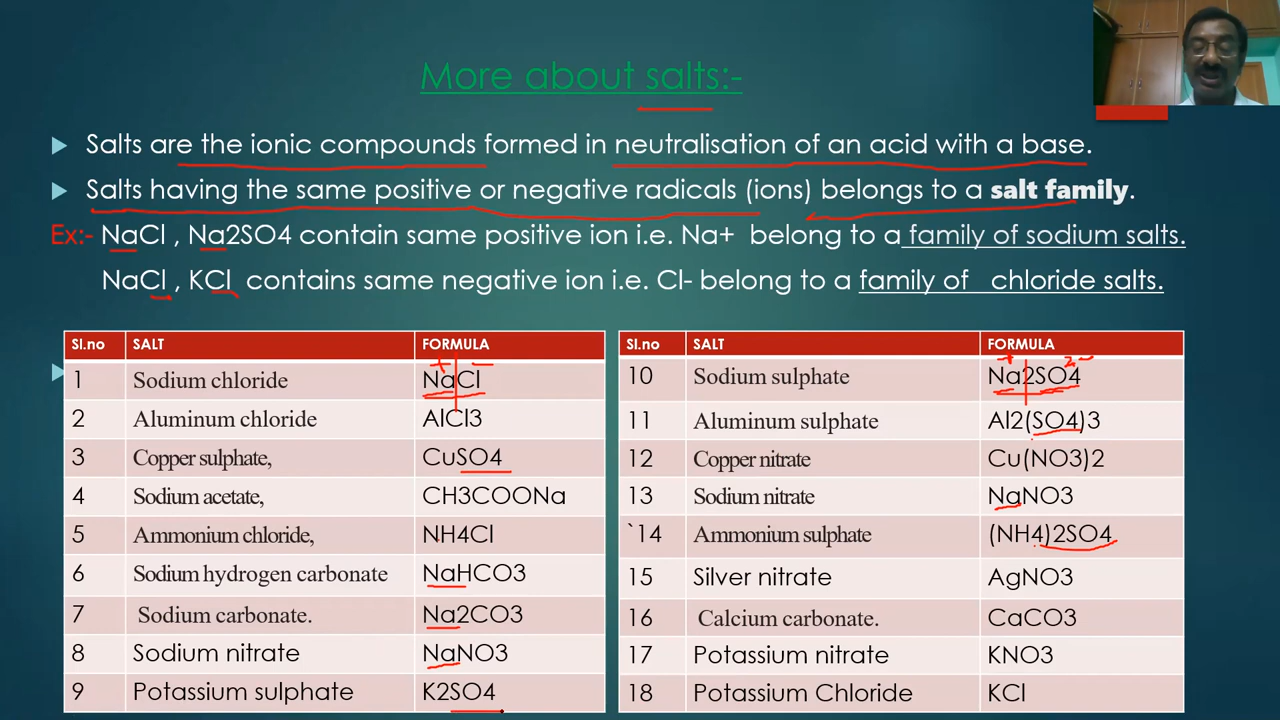 More about salts:-
Salts are the ionic compounds formed in neutralisation of an acid with a base.
Salts having the same positive or negative radicals (ions) belongs to a salt family.
Ex:- NaCl , Na2SO4 contain same positive ion i.e. Na+ belong to a family of sodium salts.
NaCl , KCl contains same negative ion i.e. Cl- belong to a family of chloride salts.
Sl.no SALT FORMULA
1 Sodium chloride NaCl
2 Aluminum chloride AlCl3
3 Copper sulphate, CuSO4
4 Sodium acetate, CH3COONa
5 Ammonium chloride, NH4Cl
6 Sodium hydrogen carbonate NaHCO3
7 Sodium carbonate. Na2CO3
8 Sodium nitrate NaNO3
9 Potassium sulphate K2SO4
Sl.no SALT FORMULA
10 Sodium sulphate Na2SO4
11 Aluminum sulphate Al2(SO4)3
12 Copper nitrate Cu(NO3)2
13 Sodium nitrate NaNO3
`14 Ammonium sulphate (NH4)2SO4
15 Silver nitrate AgNO3
16 Calcium carbonate. CaCO3
17 Potassium nitrate KNO3
18 Potassium Chloride KCl
+ −
+ 2−